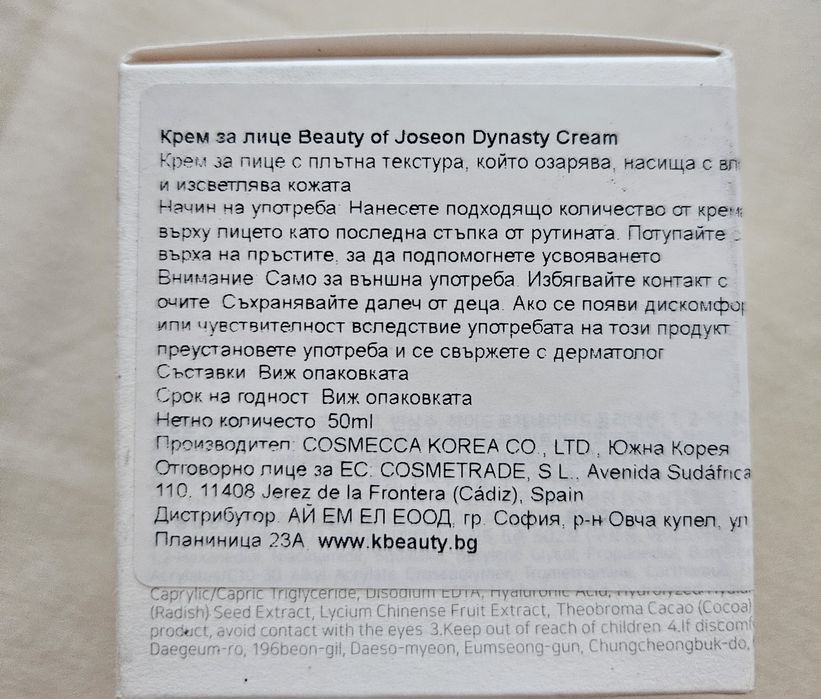 Крем за лице Beauty of Joseon Dynasty Cream
Крем за лице с плътна текстура, който озарява, насища с вл
и изсветлява кожата
Начин на употреба: Нанесете подходящо количество от крем
върху лицето като последна стъпка от рутината. Потупайте с
върха на пръстите, за да подпомогнете усвояването
Внимание: Само за външна употреба. Избягвайте контакт с
очите. Съхранявайте далеч от деца. Ако се появи дискомфор
или чувствителност вследствие употребата на този продукт
преустановете употреба и се свържете с дерматолог
Съставки: Виж опаковката
Срок на годност: Виж опаковката
Нетно количесто: 50ml
Производител: COSMECCA KOREA CO., LTD., Южна Корея
Отговорно лице за ЕС: COSMETRADE, S.L., Avenida Sudáfrica
110, 11408 Jerez de la Frontera (Cádiz), Spain
Дистрибутор: АЙ ЕМ ЕЛ ЕООД, гр. София, р-н Овча купел, ул
Планиница 23А, www.kbeauty.bg
Caprylic/Capric Triglyceride, Disodium EDTA, Hyaluronic Acid, Hydrolyzed
(Radish) Seed Extract, Lycium Chinense Fruit Extract, Theobroma Cacao (Cocoa)
product, avoid contact with the eyes 3.Keep out of reach of children 4.If discomf
Daegeum-ro, 196beon-gil, Daeso-myeon, Eumseong-gun, Chungcheongbuk-do,